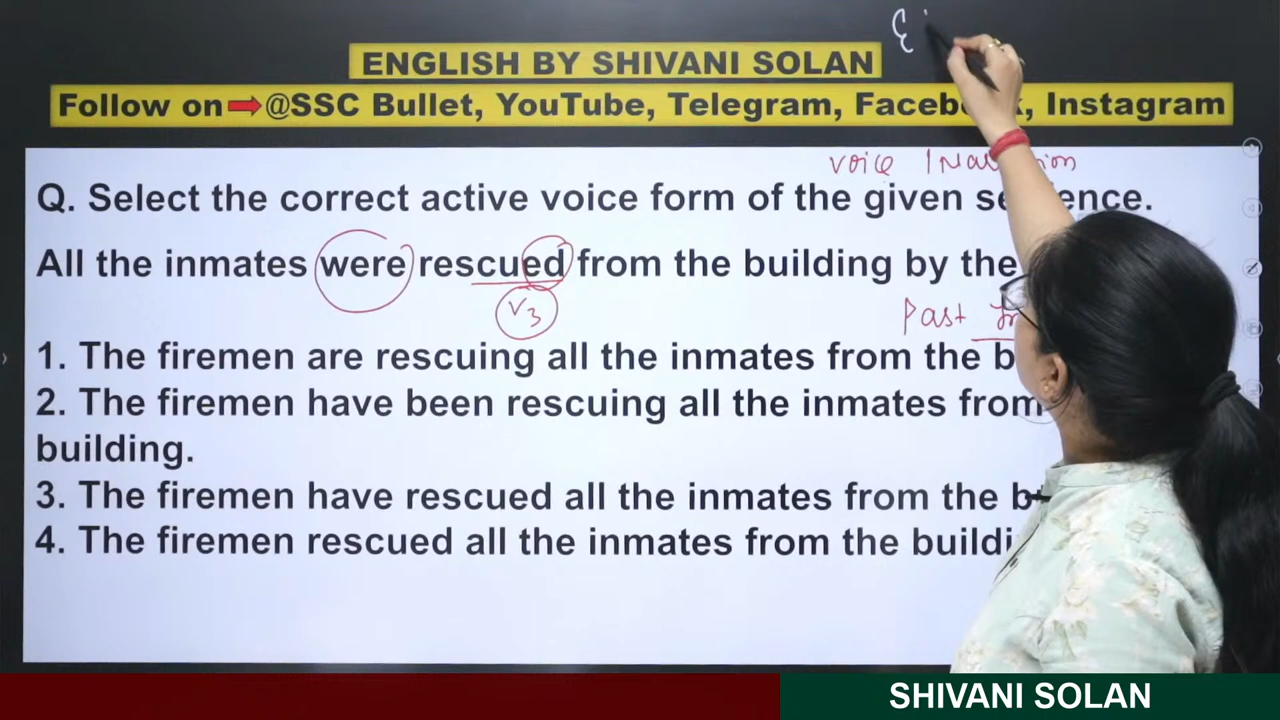 ENGLISH BY SHIVANI SOLAN
Follow on @SSC Bullet, YouTube, Telegram, Facebook, Instagram
voice
Q. Select the correct active voice form of the given sentence.
All the inmates were rescued from the building by the
V3
Past
1. The firemen are rescuing all the inmates from the b
2. The firemen have been rescuing all the inmates from
building.
3. The firemen have rescued all the inmates from the b
4. The firemen rescued all the inmates from the buildi
SHIVANI SOLAN